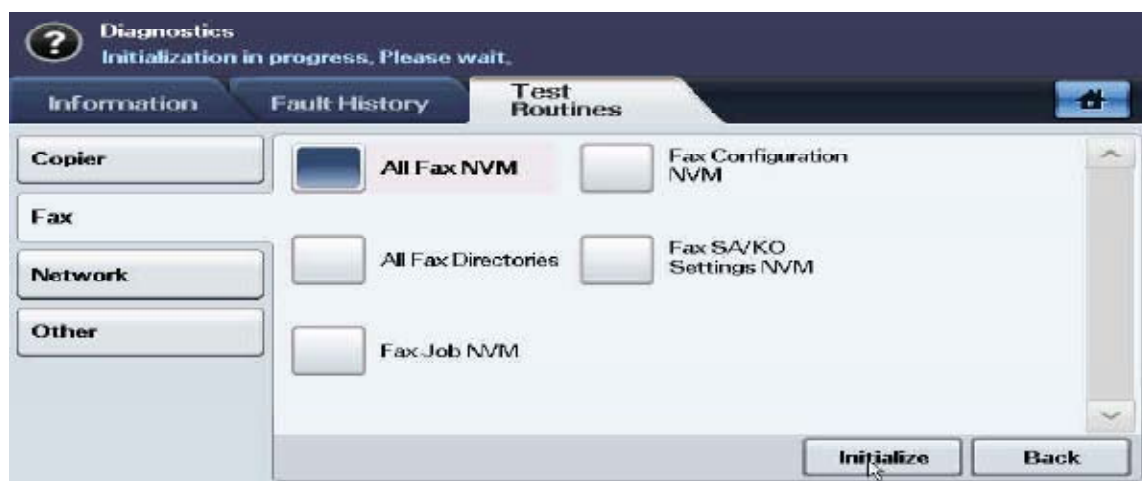 Diagnostics
Initialization in progress, Please wait.
Information
Fault History
Test
Routines
Copier
Fax
Network
Other
All Fax NVM
Fax Configuration
NVM
All Fax Directories
Fax SA/KO
Settings NVM
Fax Job NVM
Initialize
Back